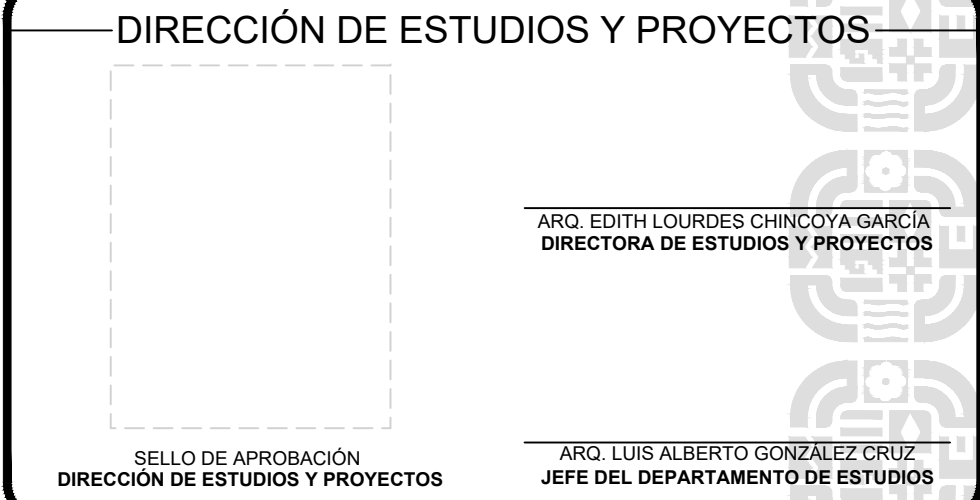 DIRECCIÓN DE ESTUDIOS Y PROYECTOS
ARQ. EDITH LOURDES CHINCOYA GARCÍA
DIRECTORA DE ESTUDIOS Y PROYECTOS
SELLO DE APROBACIÓN
DIRECCIÓN DE ESTUDIOS Y PROYECTOS
ARQ. LUIS ALBERTO GONZÁLEZ CRUZ
JEFE DEL DEPARTAMENTO DE ESTUDIOS